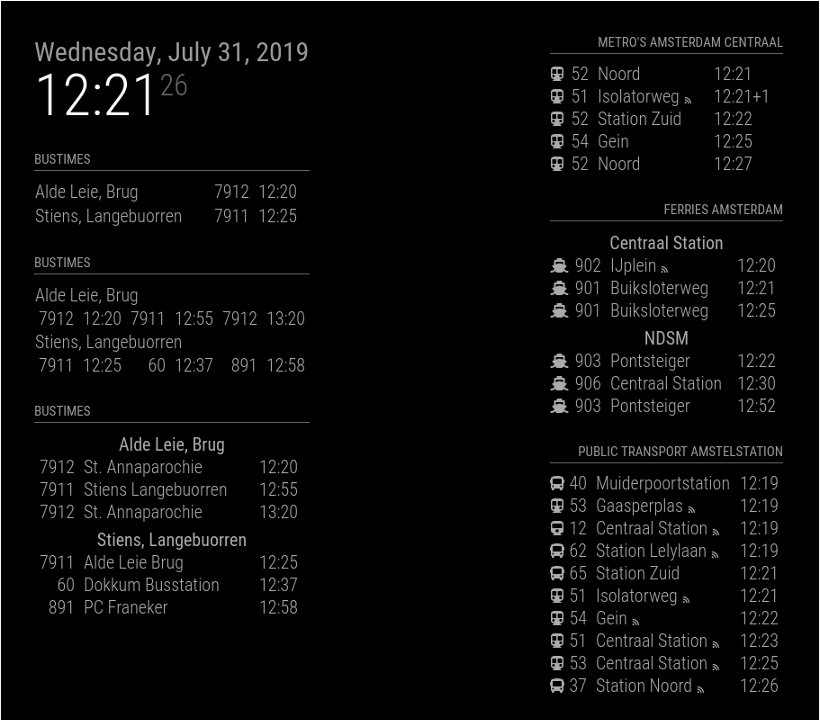 Wednesday, July 31, 2019
12:21 26
BUSTIMES
Alde Leie, Brug 7912 12:20
Stiens, Langebuorren 7911 12:25
BUSTIMES
Alde Leie, Brug
7912 12:20 7911 12:55 7912 13:20
Stiens, Langebuorren
7911 12:25 60 12:37 891 12:58
BUSTIMES
Alde Leie, Brug
7912 St. Annaparochie 12:20
7911 Stiens Langebuorren 12:55
7912 St. Annaparochie 13:20
Stiens, Langebuorren
7911 Alde Leie Brug 12:25
60 Dokkum Busstation 12:37
891 PC Franeker 12:58
METRO'S AMSTERDAM CENTRAAL
52 Noord 12:21
51 Isolatorweg 12:21+1
52 Station Zuid 12:22
54 Gein 12:25
52 Noord 12:27
FERRIES AMSTERDAM
Centraal Station
902 IJplein 12:20
901 Buiksloterweg 12:21
901 Buiksloterweg 12:25
NDSM
903 Pontsteiger 12:22
906 Centraal Station 12:30
903 Pontsteiger 12:52
PUBLIC TRANSPORT AMSTELSTATION
40 Muiderpoortstation 12:19
53 Gaasperplas 12:19
12 Centraal Station 12:19
62 Station Lelylaan 12:19
65 Station Zuid 12:21
51 Isolatorweg 12:21
54 Gein 12:22
51 Centraal Station 12:23
53 Centraal Station 12:25
37 Station Noord 12:26